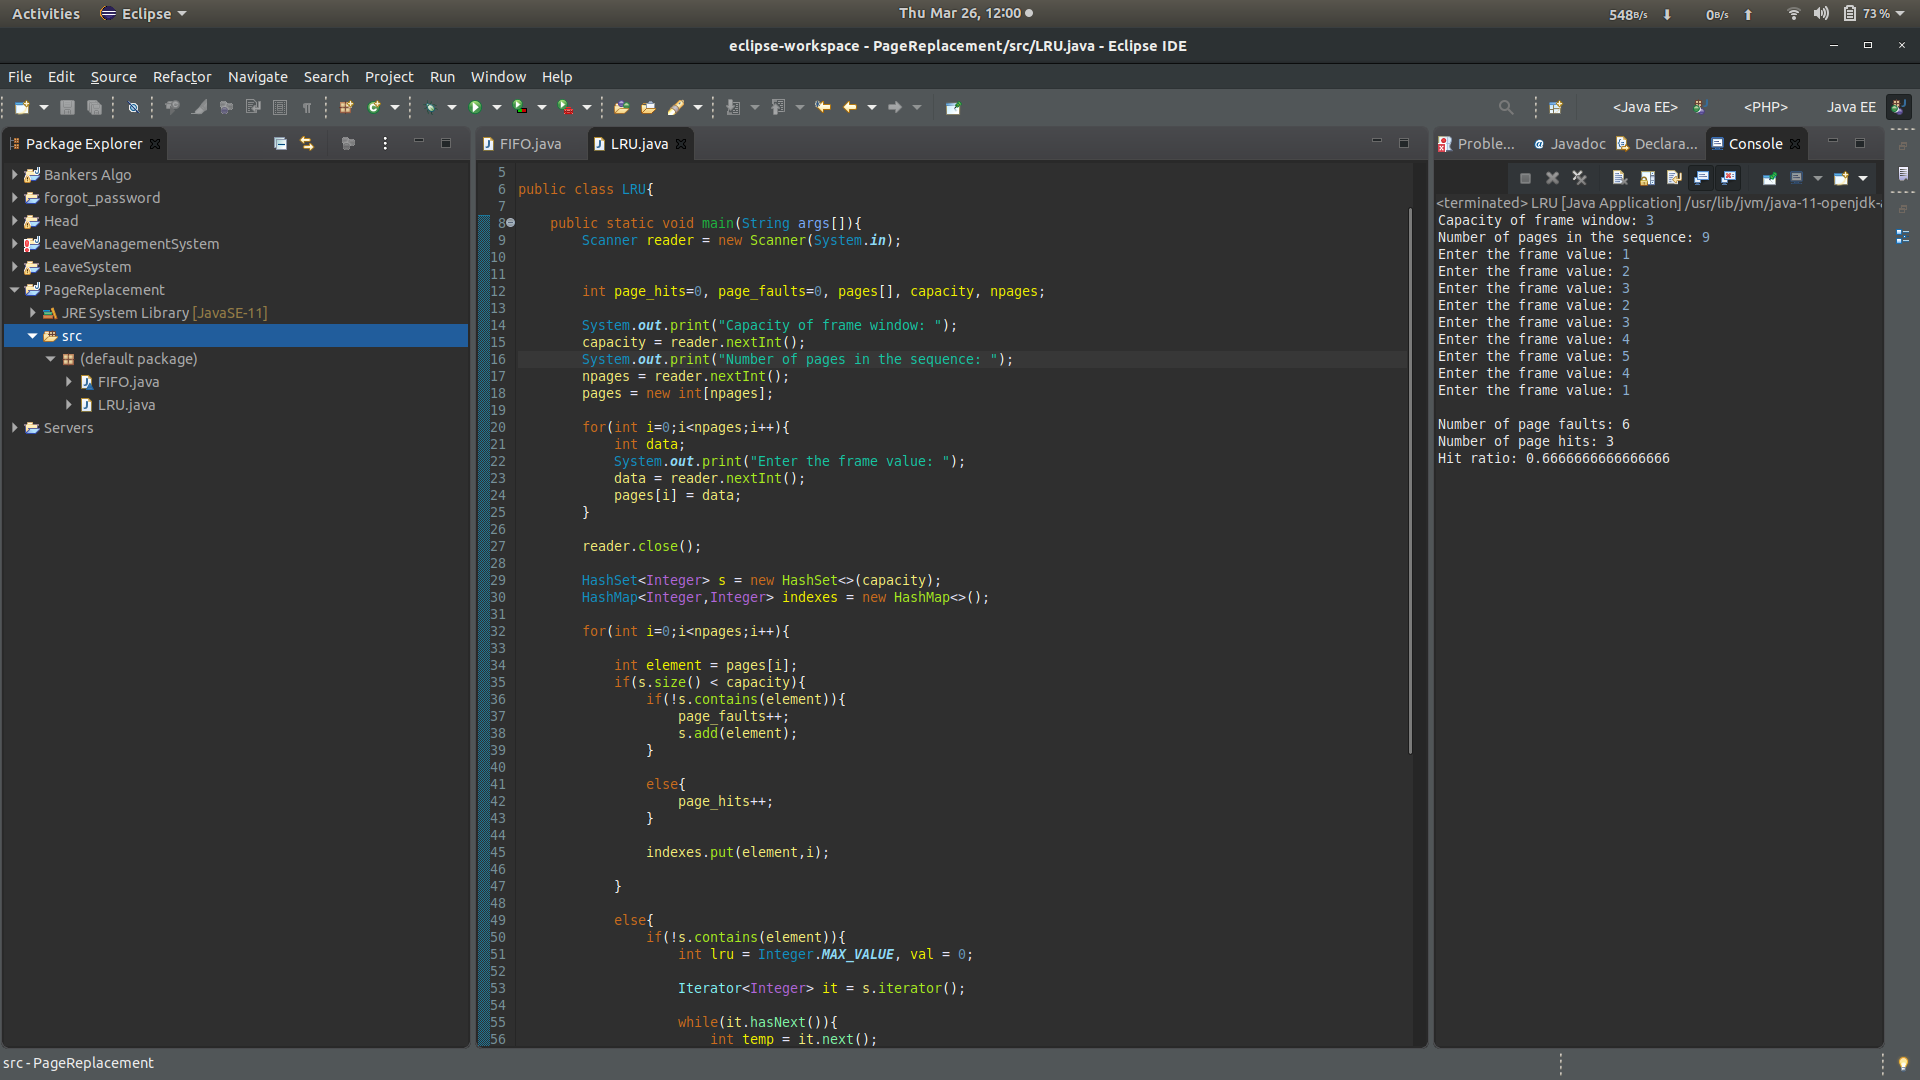 Activities Eclipse Thu Mar 26, 12:00 548B/s 0B/s 73 %
eclipse-workspace - PageReplacement/src/LRU.java - Eclipse IDE
File Edit Source Refactor Navigate Search Project Run Window Help
<Java EE> <PHP> Java EE
Package Explorer
Bankers Algo
forgot_password
Head
LeaveManagementSystem
LeaveSystem
PageReplacement
JRE System Library [JavaSE-11]
src
(default package)
FIFO.java
LRU.java
Servers
FIFO.java LRU.java
5
6 public class LRU{
7
8 public static void main(String args[]){
9 Scanner reader = new Scanner(System.in);
10
11
12 int page_hits=0, page_faults=0, pages[], capacity, npages;
13
14 System.out.print("Capacity of frame window: ");
15 capacity = reader.nextInt();
16 System.out.print("Number of pages in the sequence: ");
17 npages = reader.nextInt();
18 pages = new int[npages];
19
20 for(int i=0;i<npages;i++){
21 int data;
22 System.out.print("Enter the frame value: ");
23 data = reader.nextInt();
24 pages[i] = data;
25 }
26
27 reader.close();
28
29 HashSet<Integer> s = new HashSet<>(capacity);
30 HashMap<Integer,Integer> indexes = new HashMap<>();
31
32 for(int i=0;i<npages;i++){
33
34 int element = pages[i];
35 if(s.size() < capacity){
36 if(!s.contains(element)){
37 page_faults++;
38 s.add(element);
39 }
40
41 else{
42 page_hits++;
43 }
44
45 indexes.put(element,i);
46
47 }
48
49 else{
50 if(!s.contains(element)){
51 int lru = Integer.MAX_VALUE, val = 0;
52
53 Iterator<Integer> it = s.iterator();
54
55 while(it.hasNext()){
56 int temp = it.next();
Proble... Javadoc Declara... Console
<terminated> LRU [Java Application] /usr/lib/jvm/java-11-openjdk-
Capacity of frame window: 3
Number of pages in the sequence: 9
Enter the frame value: 1
Enter the frame value: 2
Enter the frame value: 3
Enter the frame value: 2
Enter the frame value: 3
Enter the frame value: 4
Enter the frame value: 5
Enter the frame value: 4
Enter the frame value: 1
Number of page faults: 6
Number of page hits: 3
Hit ratio: 0.6666666666666666
src - PageReplacement